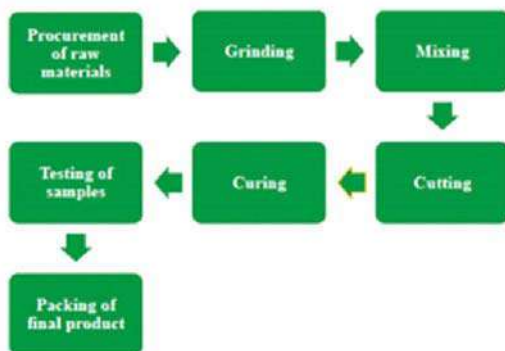 Procurement
of raw
materials
Grinding
Mixing
Cutting
Curing
Testing of
samples
Packing of
final product